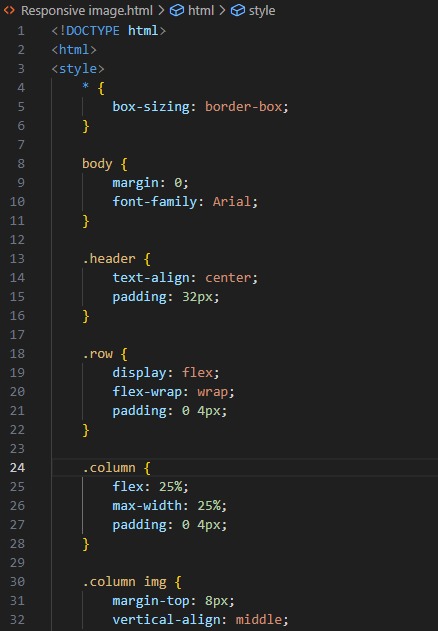 Responsive image.html > html > style
1 <!DOCTYPE html>
2 <html>
3 <style>
4     * {
5         box-sizing: border-box;
6     }
7
8     body {
9         margin: 0;
10         font-family: Arial;
11     }
12
13     .header {
14         text-align: center;
15         padding: 32px;
16     }
17
18     .row {
19         display: flex;
20         flex-wrap: wrap;
21         padding: 0 4px;
22     }
23
24     .column {
25         flex: 25%;
26         max-width: 25%;
27         padding: 0 4px;
28     }
29
30     .column img {
31         margin-top: 8px;
32         vertical-align: middle;